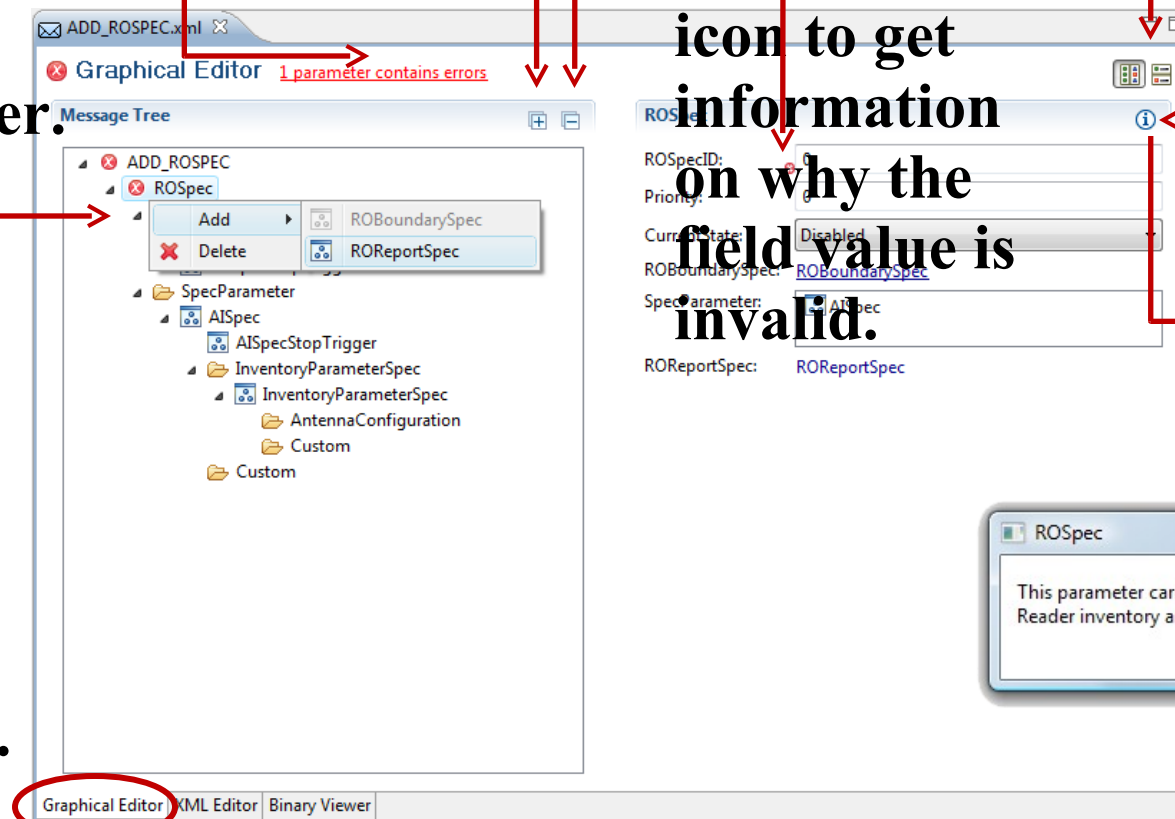 ADD_ROSPEC.xml
Graphical Editor 1 parameter contains errors
er.
Message Tree
ADD_ROSPEC
ROSpec
Add
Delete
ROBoundarySpec
ROReportSpec
SpecParameter
AISpec
AISpecStopTrigger
InventoryParameterSpec
InventoryParameterSpec
AntennaConfiguration
Custom
Custom
icon to get
information
on why the
field value is
invalid.
ROSpecID: 0
Priority: 0
CurrentState: Disabled
ROBoundarySpec: ROBoundarySpec
SpecParameter: AISpec
ROReportSpec: ROReportSpec
ROSpec
This parameter car
Reader inventory a
.
Graphical Editor XML Editor Binary Viewer